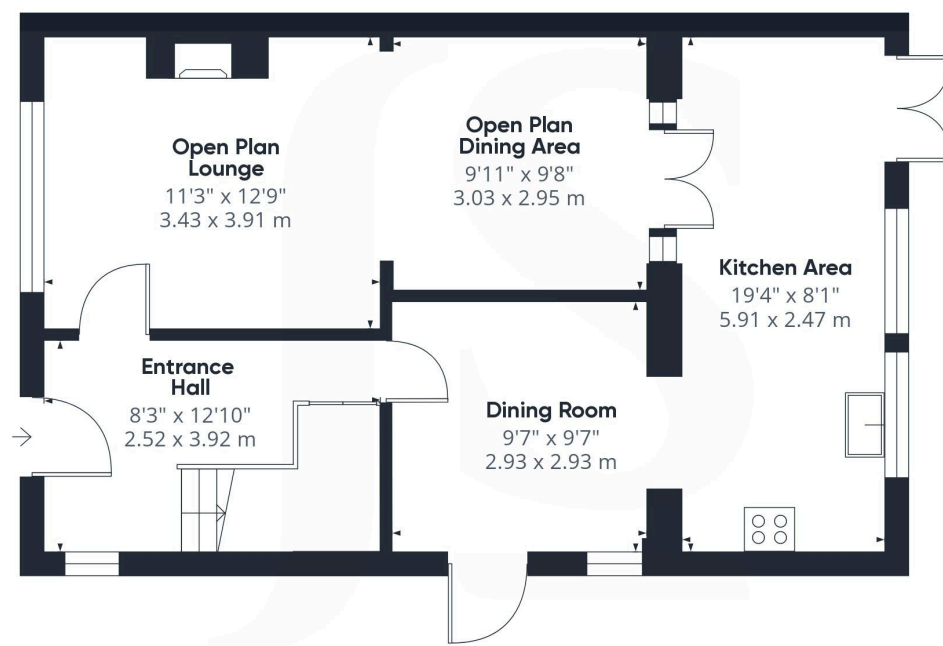 Open Plan
Lounge
11'3" x 12'9"
3.43 x 3.91 m
Open Plan
Dining Area
9'11" x 9'8"
3.03 x 2.95 m
Kitchen Area
19'4" x 8'1"
5.91 x 2.47 m
Entrance
Hall
8'3" x 12'10"
2.52 x 3.92 m
Dining Room
9'7" x 9'7"
2.93 x 2.93 m
JS